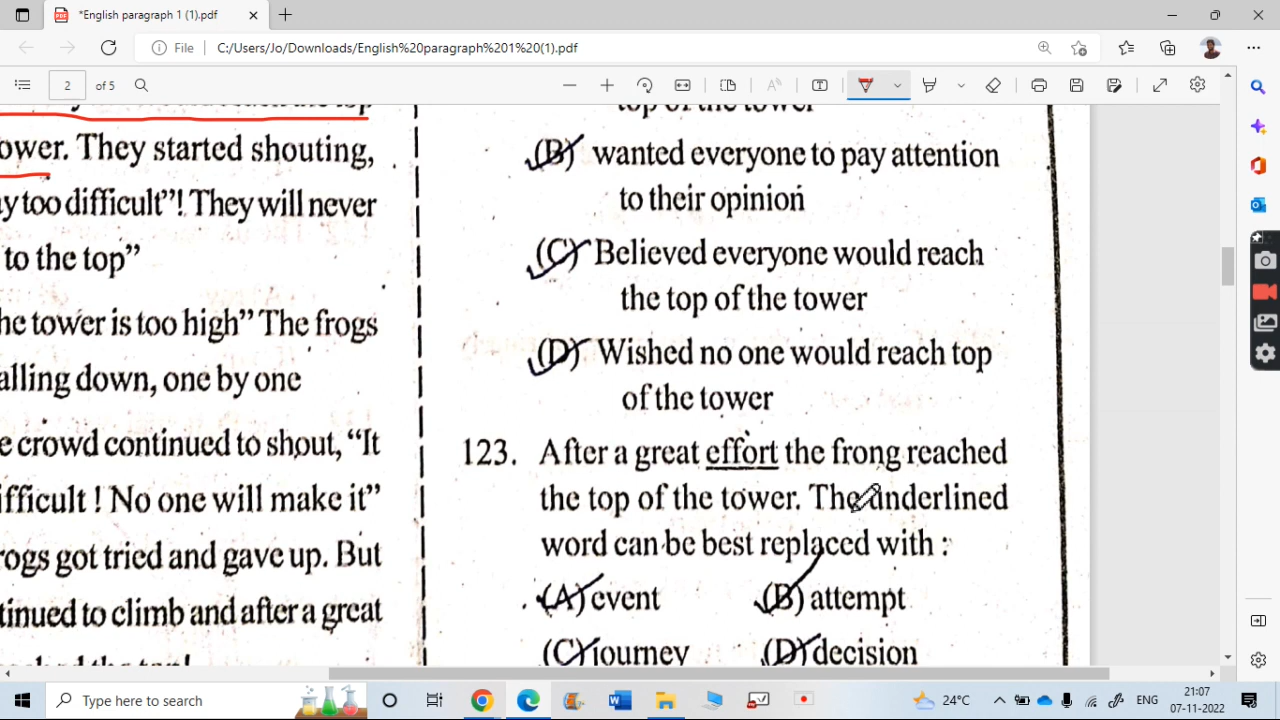 *English paragraph 1 (1).pdf
File
C:/Users/Jo/Downloads/English%20paragraph%201%20(1).pdf
2
of 5
ower. They started shouting,
y too difficult"! They will never
to the top"
he tower is too high" The frogs
alling down, one by one
e crowd continued to shout, "It
ifficult ! No one will make it"
rogs got tried and gave up. But
tinued to climb and after a great
top of the tower
(B) wanted everyone to pay attention
to their opinion
(C) Believed everyone would reach
the top of the tower
(D) Wished no one would reach top
of the tower
123. After a great effort the frong reached
the top of the tower. The underlined
word can be best replaced with :
(A) event (B) attempt
(C) journey (D) decision
Type here to search
24°C
ENG
21:07
07-11-2022